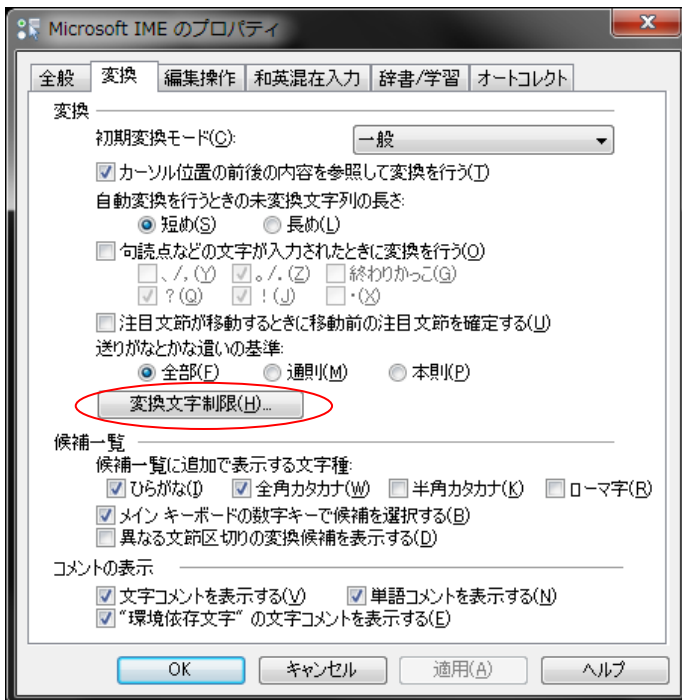 Microsoft IME のプロパティ
全般 変換 編集操作 和英混在入力 辞書/学習 オートコレクト
変換
初期変換モード(C): 一般
カーソル位置の前後の内容を参照して変換を行う(T)
自動変換を行うときの未変換文字列の長さ:
短め(S) 長め(L)
句読点などの文字が入力されたときに変換を行う(O)
、/，(Y) 。/．(Z) 終わりかっこ(G)
？(Q) ！(J) ・(X)
注目文節が移動するときに移動前の注目文節を確定する(U)
送りがなとかな遣いの基準:
全部(F) 通則(M) 本則(P)
変換文字制限(H)...
候補一覧
候補一覧に追加で表示する文字種:
ひらがな(I) 全角カタカナ(W) 半角カタカナ(K) ローマ字(R)
メイン キーボードの数字キーで候補を選択する(B)
異なる文節区切りの変換候補を表示する(D)
コメントの表示
文字コメントを表示する(V) 単語コメントを表示する(N)
“環境依存文字” の文字コメントを表示する(E)
OK キャンセル 適用(A) ヘルプ